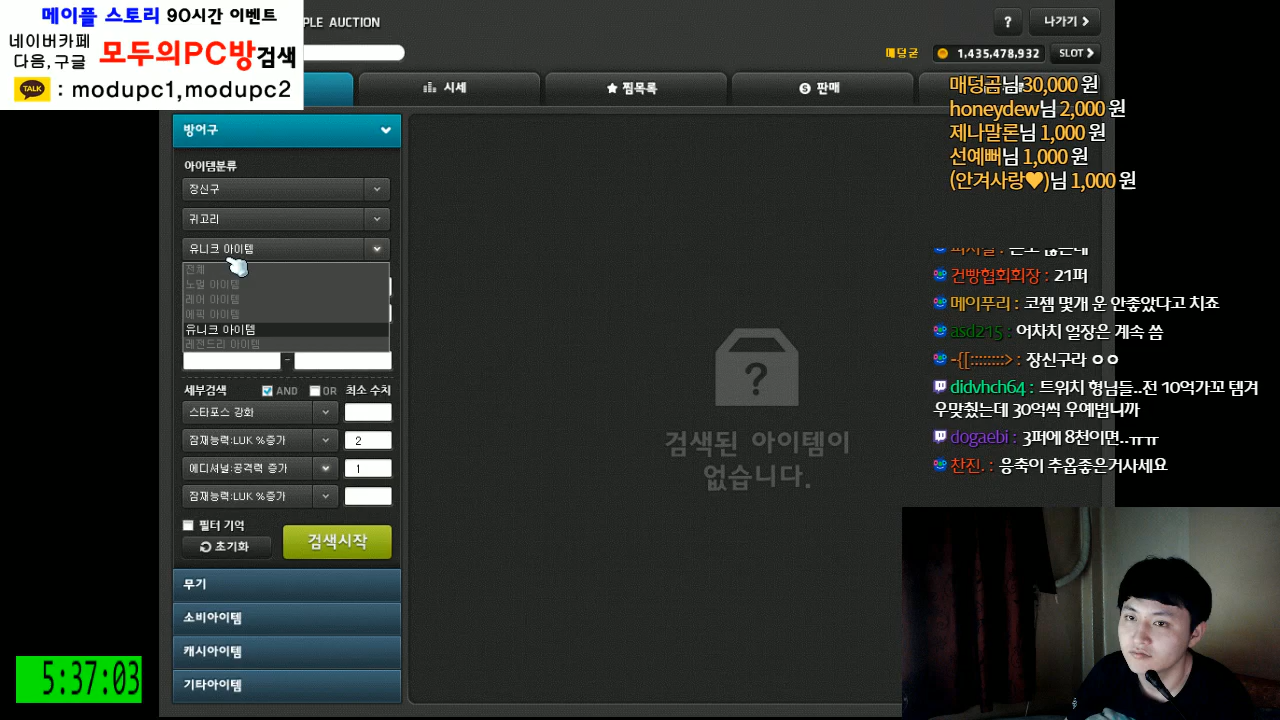 메이플 스토리 90시간 이벤트
네이버카페
다음,구글
모두의PC방검색
TALK : modupc1,modupc2
PLE AUCTION
?
나가기
덩균
1,435,478,932
SLOT
시세
찜목록
판매
매덩곰님 30,000 원
honeydew님 2,000 원
제나말론님 1,000 원
선예뻐님 1,000 원
(안겨사랑♥)님 1,000 원
방어구
아이템분류
장신구
귀고리
유니크 아이템
전체
노멀 아이템
레어 아이템
에픽 아이템
유니크 아이템
레전드리 아이템
-
세부검색 AND OR 최소 수치
스타포스 강화
잠재능력:LUK %증가 2
에디셔널:공격력 증가 1
잠재능력:LUK %증가
필터 기억
초기화
검색시작
무기
소비아이템
캐시아이템
기타아이템
?
검색된 아이템이
없습니다.
건빵협회회장 : 21퍼
메이푸리 : 코젬 몇개 운 안좋았다고 치죠
asd215 : 어차치 얼장은 계속 씀
-{[::::::::> : 장신구라 ㅇㅇ
didvhch64 : 트위치 형님들..전 10억가꼬 템겨
우맞췄는데 30억씩 우예법니까
dogaebi : 3퍼에 8천이면..ㅠㅠ
찬진. : 응축이 추옵좋은거사세요
5:37:03